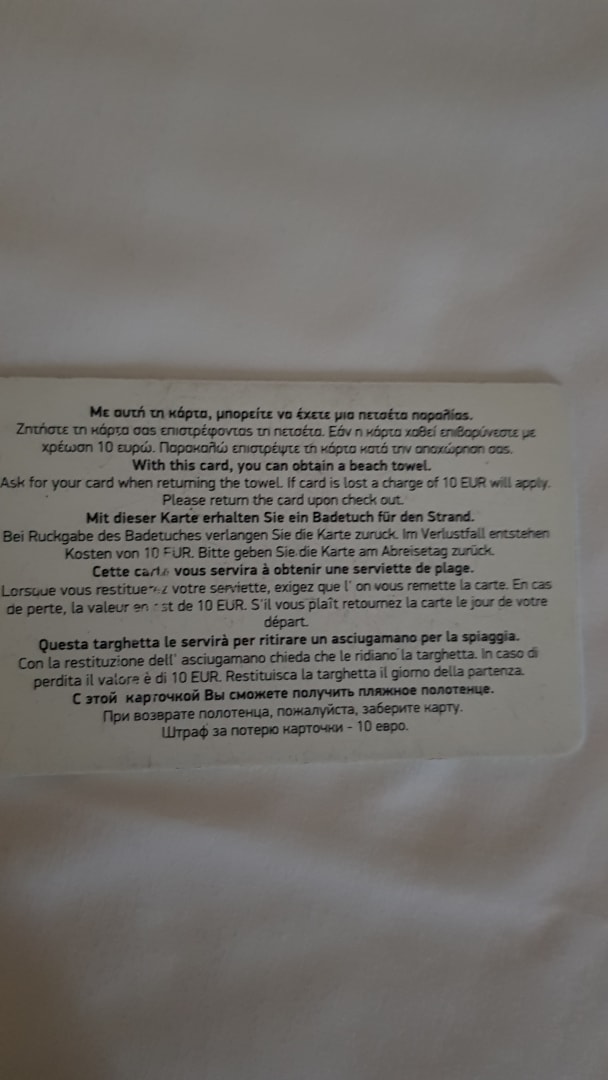 Με αυτή τη κάρτα, μπορείτε να έχετε μια πετσέτα παραλίας.
Ζητήστε τη κάρτα σας επιστρέφοντας τη πετσέτα. Εάν η κάρτα χαθεί επιβαρύνεστε με
χρέωση 10 ευρώ. Παρακαλώ επιστρέψτε τη κάρτα κατά την αποχώρηση σας.
With this card, you can obtain a beach towel.
Ask for your card when returning the towel. If card is lost a charge of 10 EUR will apply.
Please return the card upon check out.
Mit dieser Karte erhalten Sie ein Badetuch für den Strand.
Bei Ruckgabe des Badetuches verlangen Sie die Karte zuruck. Im Verlustfall entstehen
Kosten von 10 EUR. Bitte geben Sie die Karte am Abreisetag zurück.
Cette carte vous servira à obtenir une serviette de plage.
Lorsque vous restituerez votre serviette, exigez que l' on vous remette la carte. En cas
de perte, la valeur en est de 10 EUR. S'il vous plaît retournez la carte le jour de votre
départ.
Questa targhetta le servirà per ritirare un asciugamano per la spiaggia.
Con la restituzione dell' asciugamano chieda che le ridiano la targhetta. In caso di
perdita il valore è di 10 EUR. Restituisca la targhetta il giorno della partenza.
С этой карточкой Вы сможете получить пляжное полотенце.
При возврате полотенца, пожалуйста, заберите карту.
Штраф за потерю карточки - 10 евро.